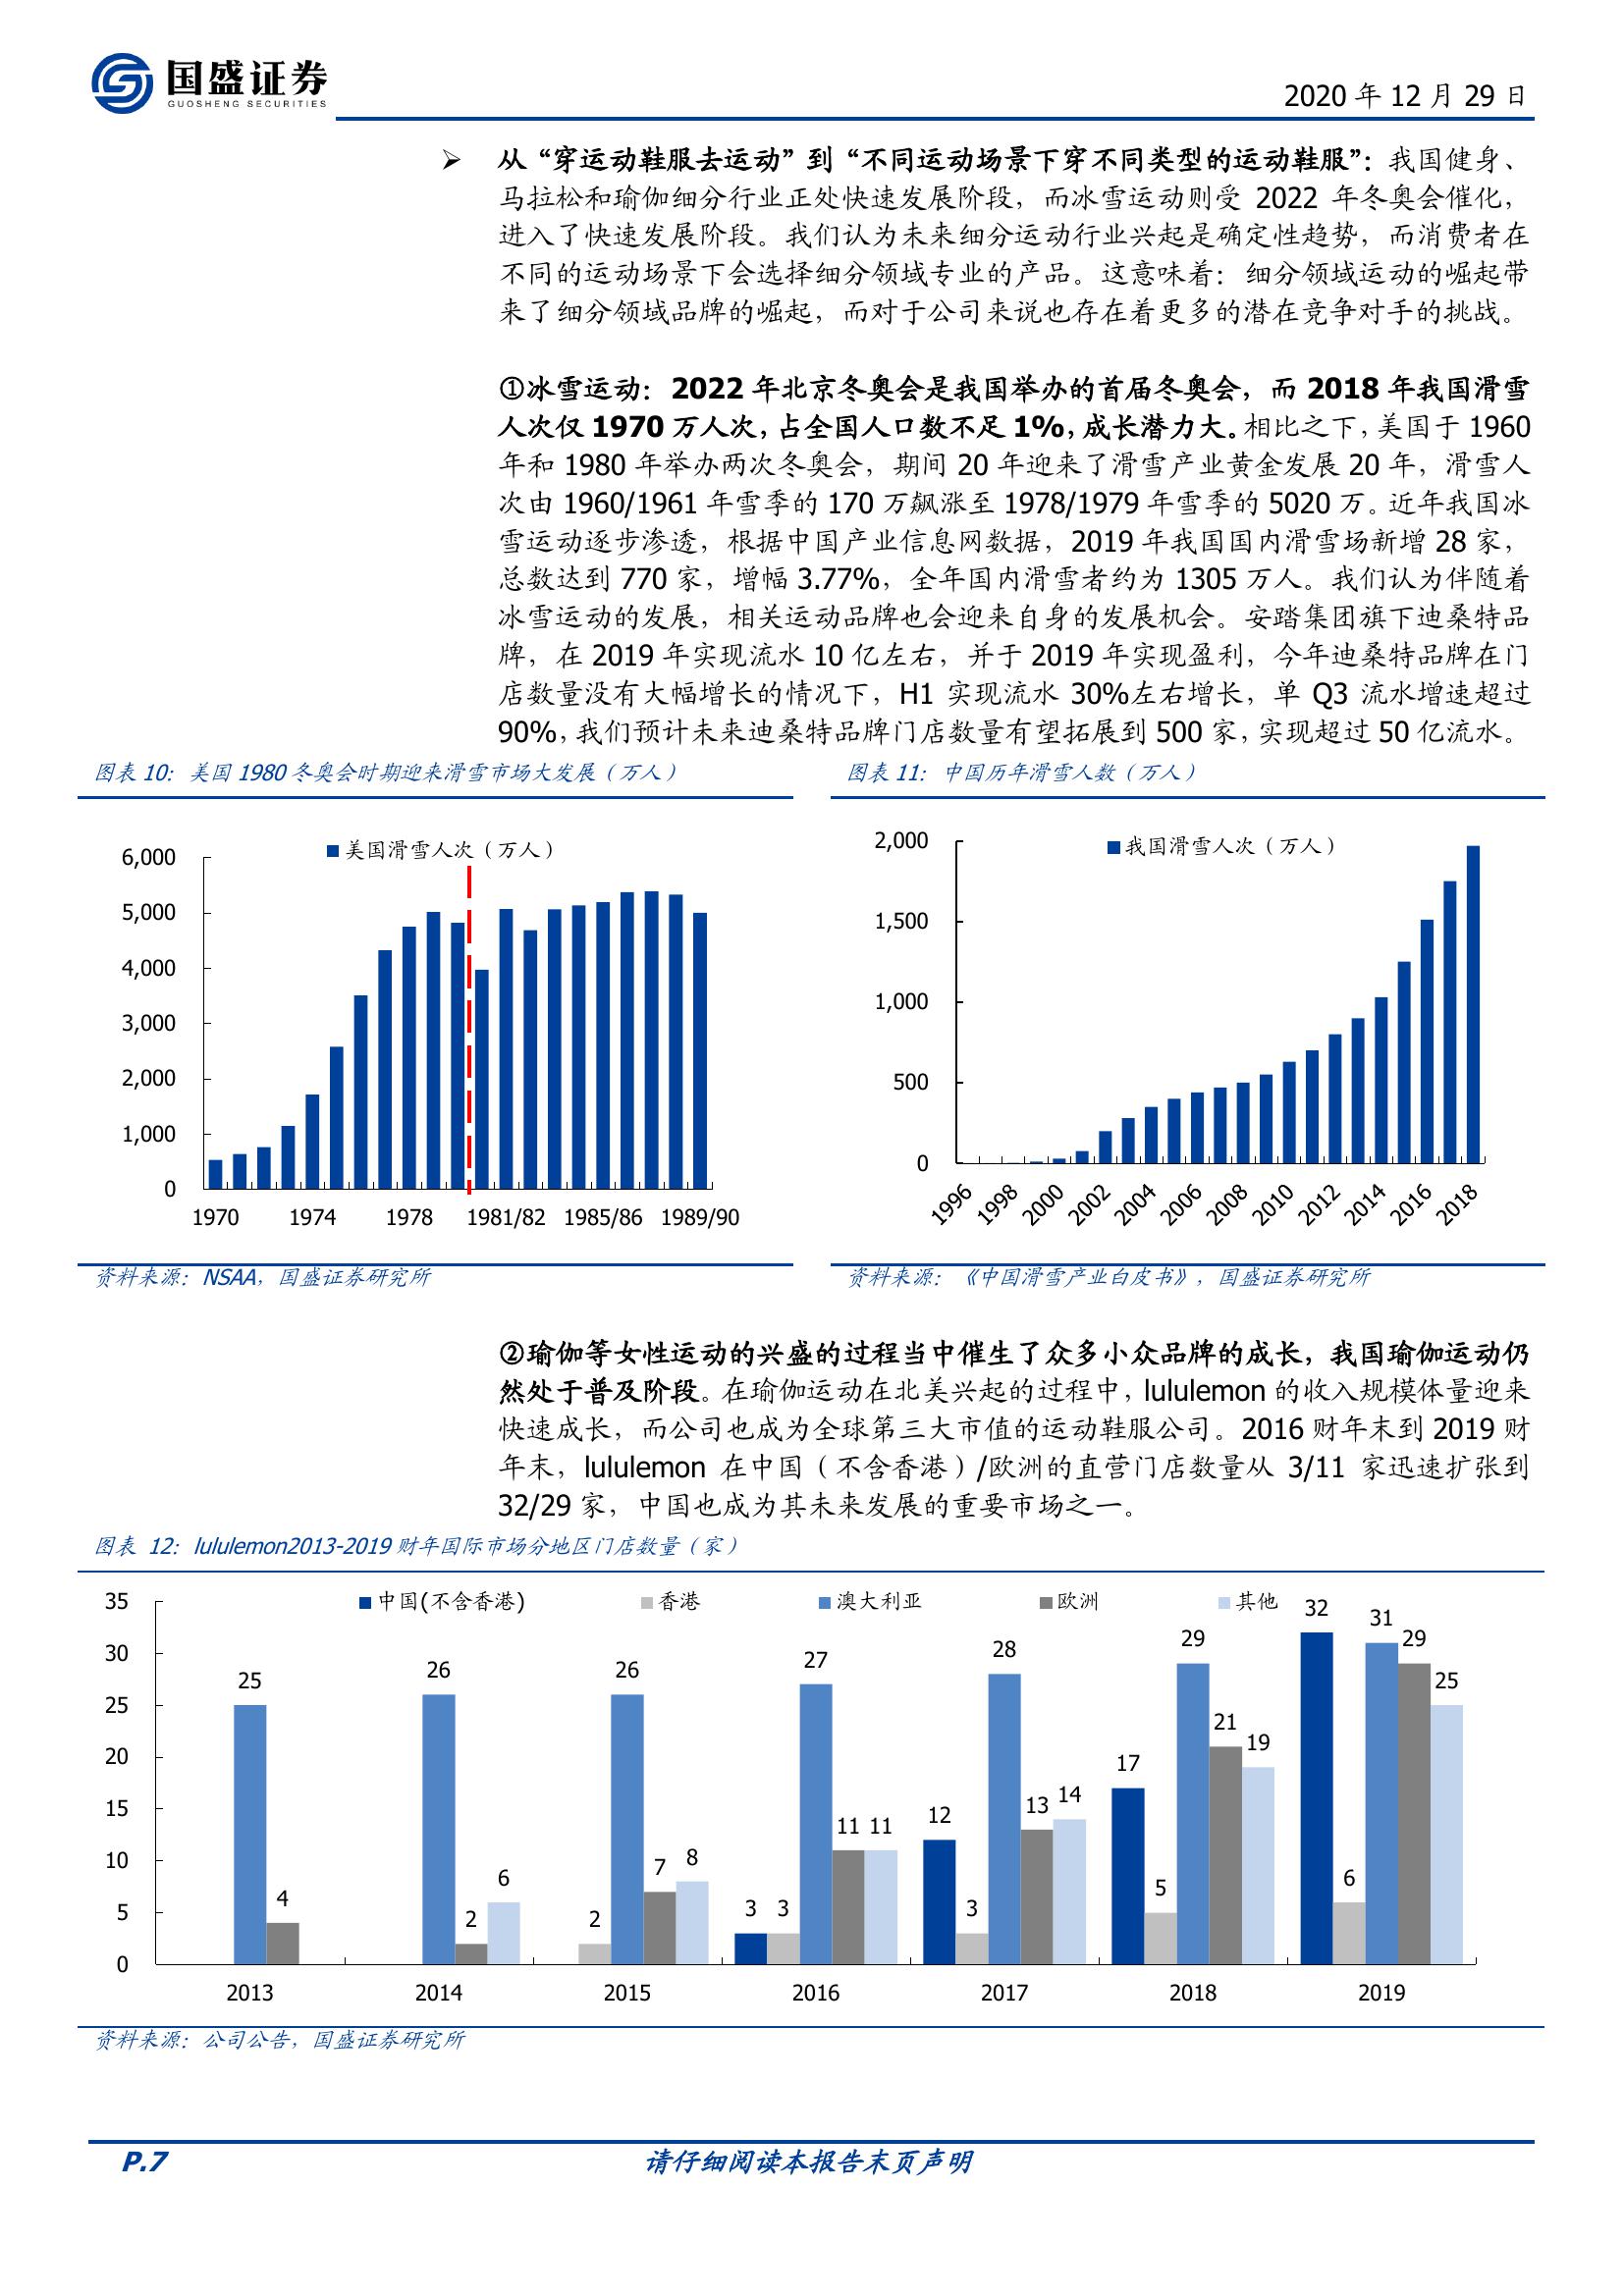 国盛证券
GUOSHENG SECURITIES
2020 年 12 月 29 日
➢ 从“穿运动鞋服去运动”到“不同运动场景下穿不同类型的运动鞋服”：我国健身、
马拉松和瑜伽细分行业正处快速发展阶段，而冰雪运动则受 2022 年冬奥会催化，
进入了快速发展阶段。我们认为未来细分运动行业兴起是确定性趋势，而消费者在
不同的运动场景下会选择细分领域专业的产品。这意味着：细分领域运动的崛起带
来了细分领域品牌的崛起，而对于公司来说也存在着更多的潜在竞争对手的挑战。
①冰雪运动：2022 年北京冬奥会是我国举办的首届冬奥会，而 2018 年我国滑雪
人次仅 1970 万人次，占全国人口数不足 1%，成长潜力大。相比之下，美国于 1960
年和 1980 年举办两次冬奥会，期间 20 年迎来了滑雪产业黄金发展 20 年，滑雪人
次由 1960/1961 年雪季的 170 万飙涨至 1978/1979 年雪季的 5020 万。近年我国冰
雪运动逐步渗透，根据中国产业信息网数据，2019 年我国国内滑雪场新增 28 家，
总数达到 770 家，增幅 3.77%，全年国内滑雪者约为 1305 万人。我们认为伴随着
冰雪运动的发展，相关运动品牌也会迎来自身的发展机会。安踏集团旗下迪桑特品
牌，在 2019 年实现流水 10 亿左右，并于 2019 年实现盈利，今年迪桑特品牌在门
店数量没有大幅增长的情况下，H1 实现流水 30%左右增长，单 Q3 流水增速超过
90%，我们预计未来迪桑特品牌门店数量有望拓展到 500 家，实现超过 50 亿流水。
图表 10：美国 1980 冬奥会时期迎来滑雪市场大发展（万人）
美国滑雪人次（万人）
6,000
5,000
4,000
3,000
2,000
1,000
0
1970 1974 1978 1981/82 1985/86 1989/90
资料来源：NSAA，国盛证券研究所
图表 11：中国历年滑雪人数（万人）
我国滑雪人次（万人）
2,000
1,500
1,000
500
0
1996 1998 2000 2002 2004 2006 2008 2010 2012 2014 2016 2018
资料来源：《中国滑雪产业白皮书》，国盛证券研究所
②瑜伽等女性运动的兴盛的过程当中催生了众多小众品牌的成长，我国瑜伽运动仍
然处于普及阶段。在瑜伽运动在北美兴起的过程中，lululemon 的收入规模体量迎来
快速成长，而公司也成为全球第三大市值的运动鞋服公司。2016 财年末到 2019 财
年末，lululemon 在中国（不含香港）/欧洲的直营门店数量从 3/11 家迅速扩张到
32/29 家，中国也成为其未来发展的重要市场之一。
图表 12：lululemon2013-2019 财年国际市场分地区门店数量（家）
中国(不含香港) 香港 澳大利亚 欧洲 其他
35
30
25
20
15
10
5
0
25 4
26 2 6
2 26 7 8
3 3 27 11 11
12 3 28 13 14
17 5 29 21 19
32 6 31 29 25
2013 2014 2015 2016 2017 2018 2019
资料来源：公司公告，国盛证券研究所
P.7
请仔细阅读本报告末页声明